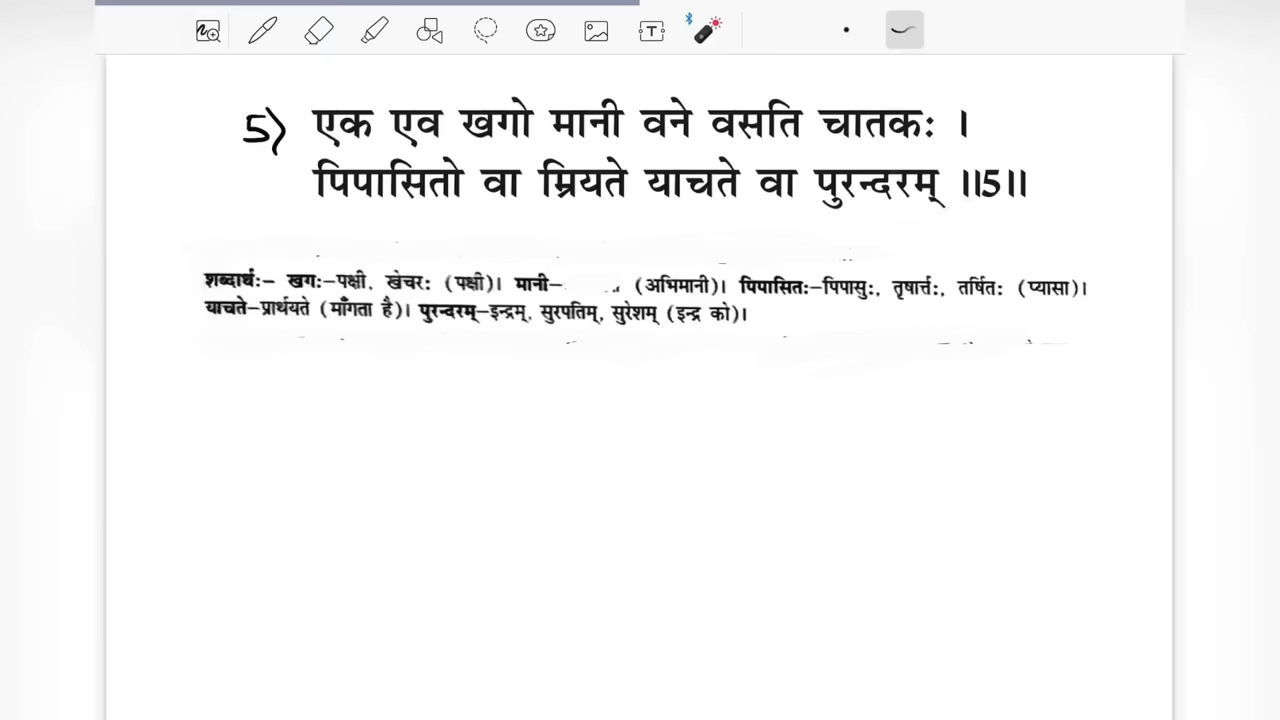 5) एक एव खगो मानी वने वसति चातकः ।
पिपासितो वा म्रियते याचते वा पुरन्दरम् ॥5॥
शब्दार्थः- खगः-पक्षी, खेचरः (पक्षी)। मानी- (अभिमानी)। पिपासितः-पिपासुः, तृषार्त्तः, तर्षितः (प्यासा)।
याचते-प्रार्थयते (माँगता है)। पुरन्दरम्-इन्द्रम्, सुरपतिम्, सुरेशम् (इन्द्र को)।